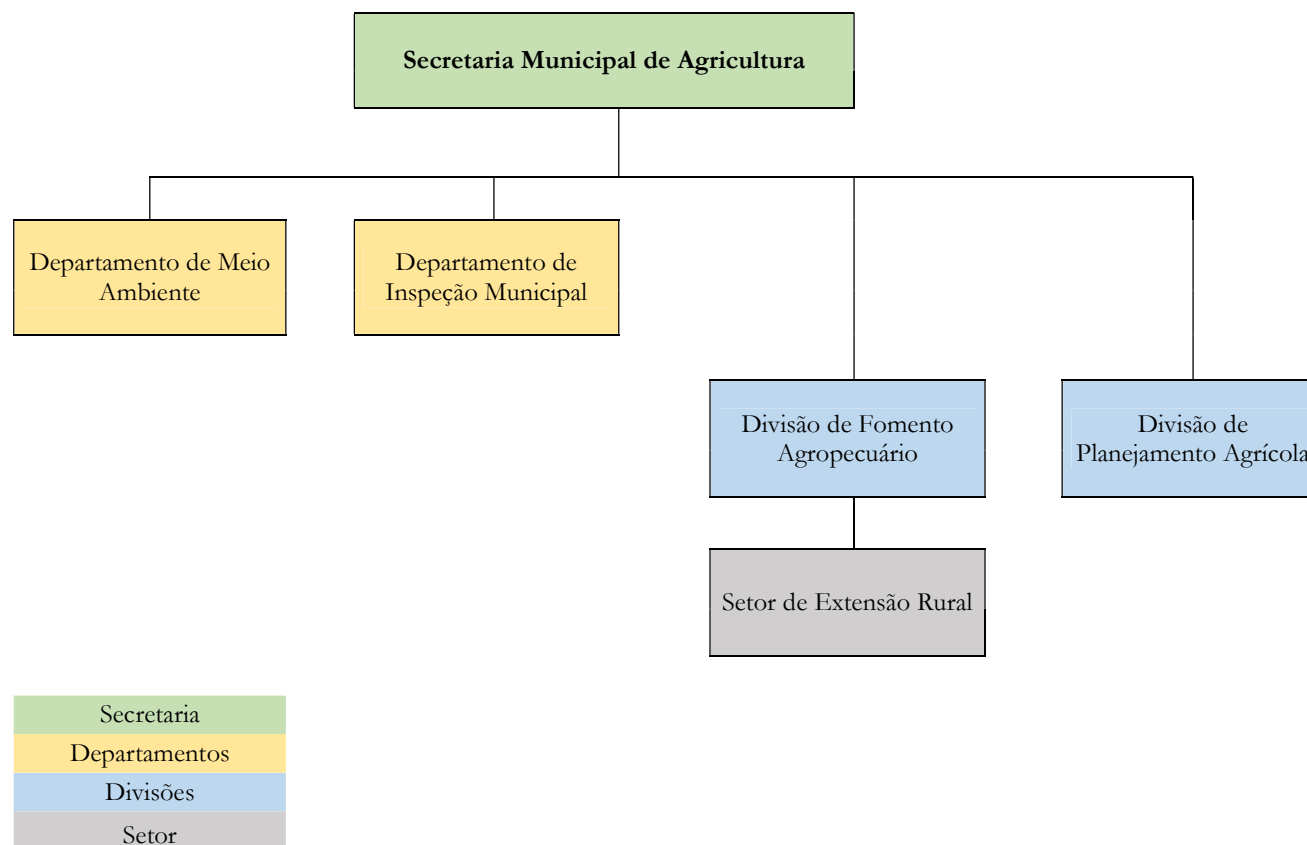 Secretaria Municipal de Agricultura
Departamento de Meio
Ambiente
Departamento de
Inspeção Municipal
Divisão de Fomento
Agropecuário
Divisão de
Planejamento Agrícola
Setor de Extensão Rural
Secretaria
Departamentos
Divisões
Setor